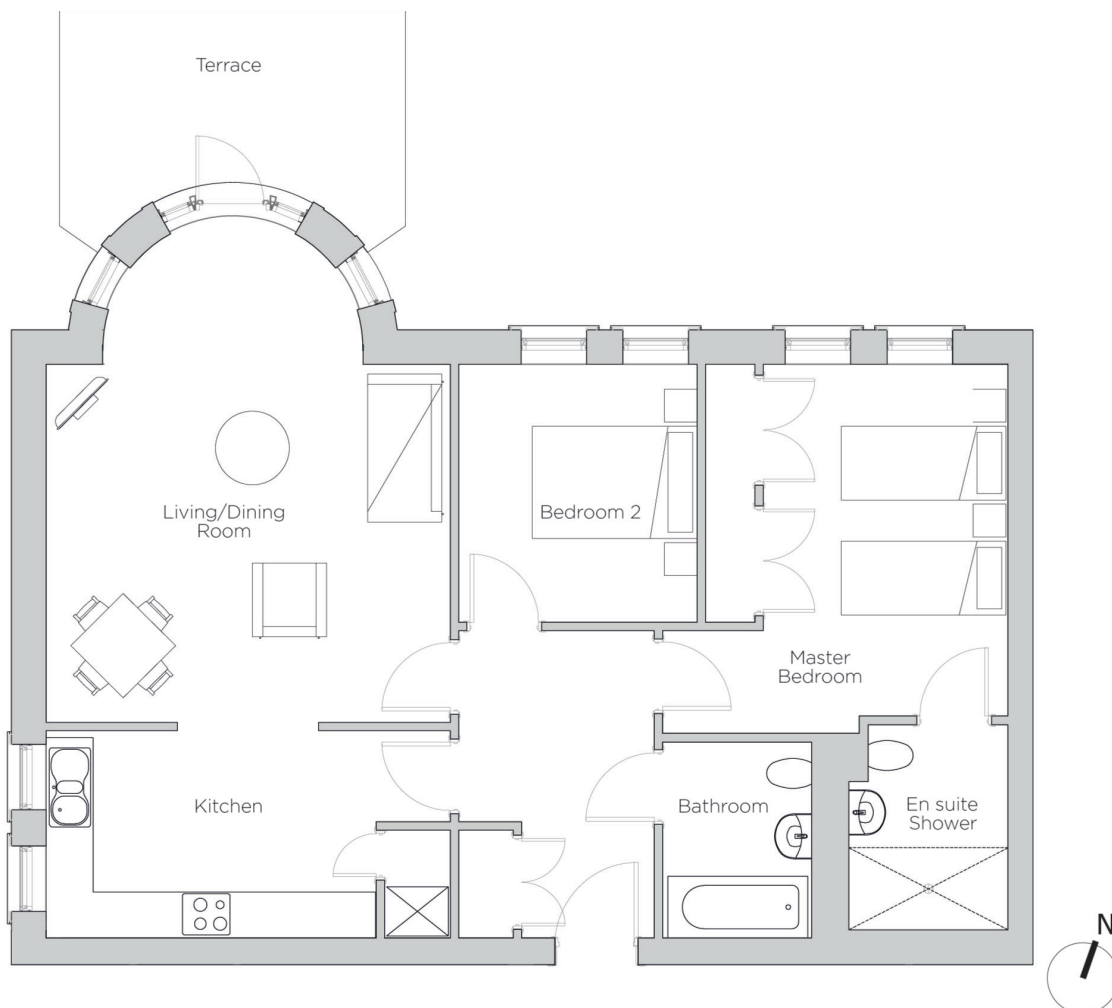 Terrace
Living/Dining
Room
Bedroom 2
Master
Bedroom
Kitchen
Bathroom
En suite
Shower
N